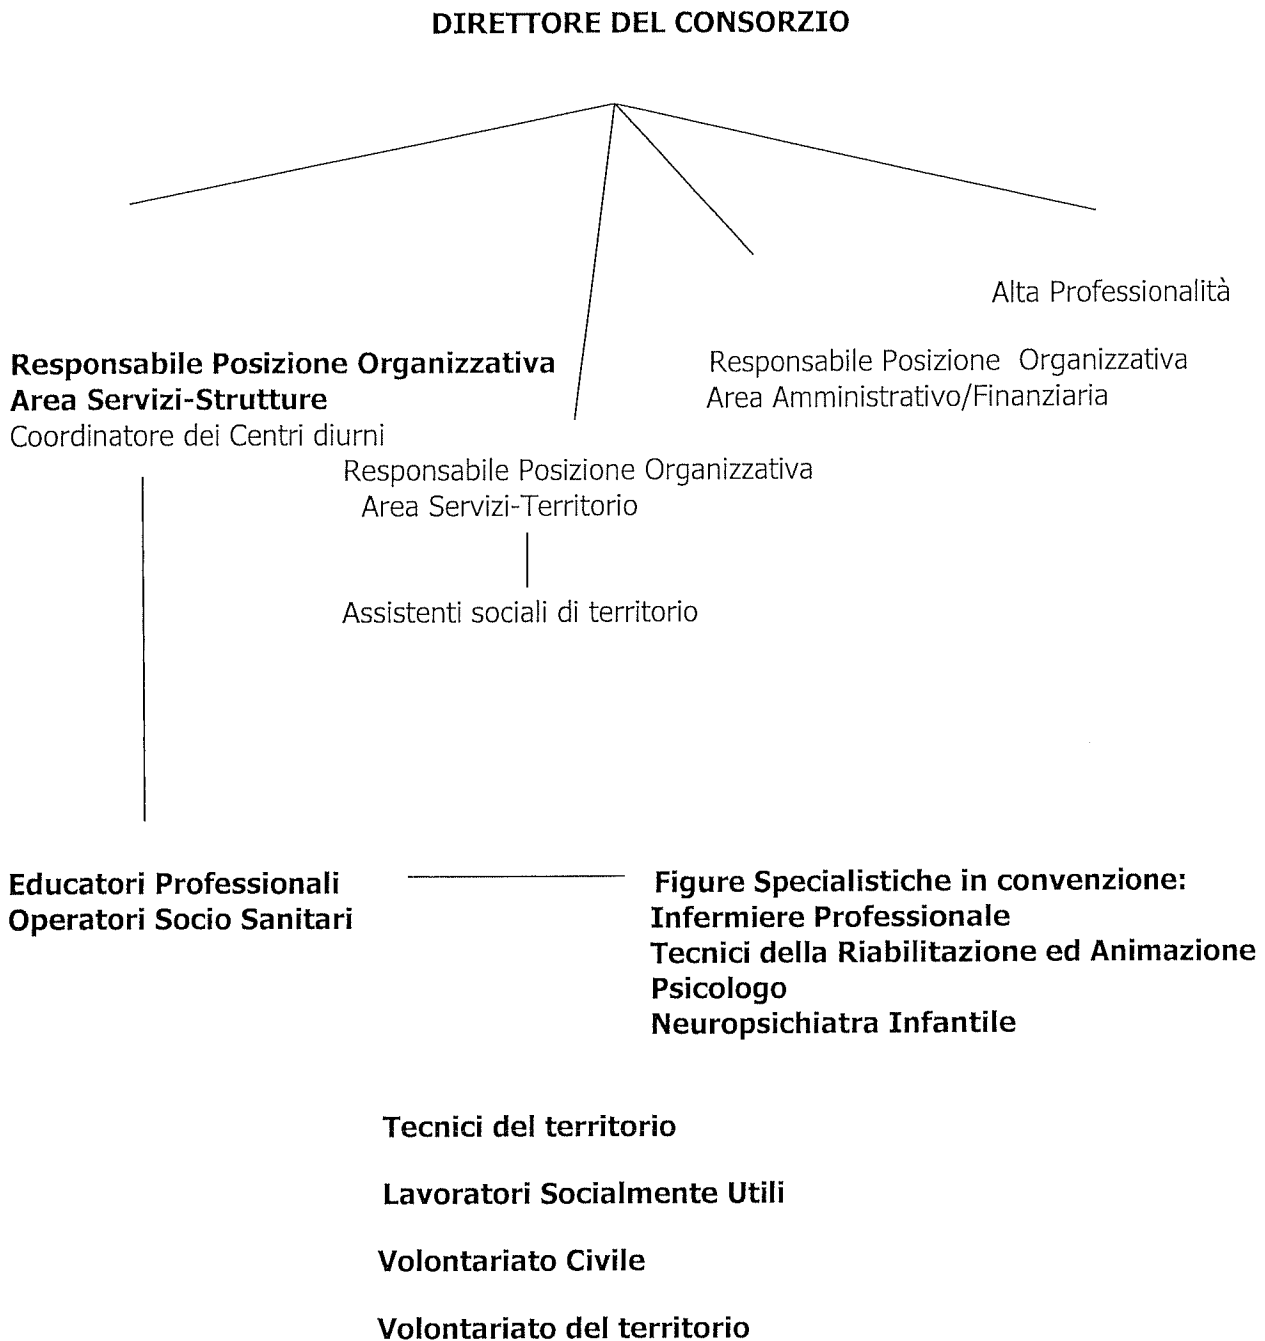 DIRETTORE DEL CONSORZIO
Alta Professionalità
Responsabile Posizione Organizzativa
Area Servizi-Strutture
Coordinatore dei Centri diurni
Responsabile Posizione Organizzativa
Area Amministrativo/Finanziaria
Responsabile Posizione Organizzativa
Area Servizi-Territorio
Assistenti sociali di territorio
Educatori Professionali
Operatori Socio Sanitari
Figure Specialistiche in convenzione:
Infermiere Professionale
Tecnici della Riabilitazione ed Animazione
Psicologo
Neuropsichiatra Infantile
Tecnici del territorio
Lavoratori Socialmente Utili
Volontariato Civile
Volontariato del territorio